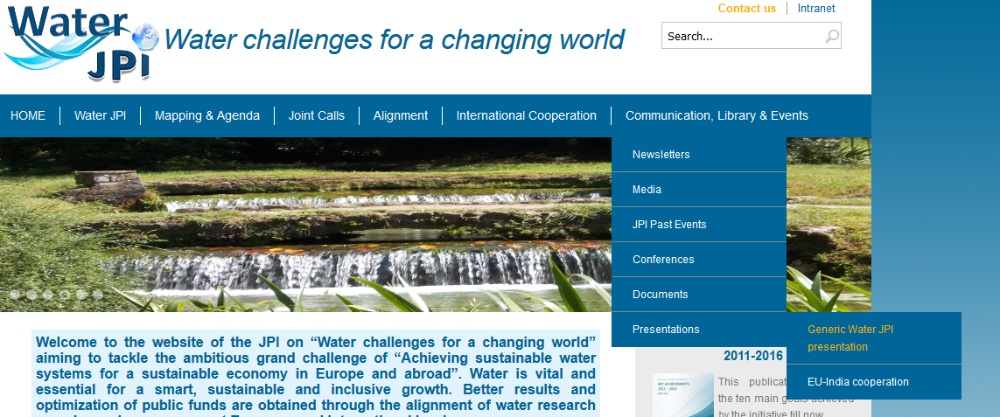 Contact us
Intranet
Water
JPI
Water challenges for a changing world
Search...
HOME
Water JPI
Mapping & Agenda
Joint Calls
Alignment
International Cooperation
Communication, Library & Events
Newsletters
Media
JPI Past Events
Conferences
Documents
Presentations
Generic Water JPI
presentation
EU-India cooperation
Welcome to the website of the JPI on “Water challenges for a changing world”
aiming to tackle the ambitious grand challenge of “Achieving sustainable water
systems for a sustainable economy in Europe and abroad”. Water is vital and
essential for a smart, sustainable and inclusive growth. Better results and
optimization of public funds are obtained through the alignment of water research
2011-2016
KEY ACHIEVEMENTS
2011 – 2016
This
the ten main goals achieved
by the initiative till now